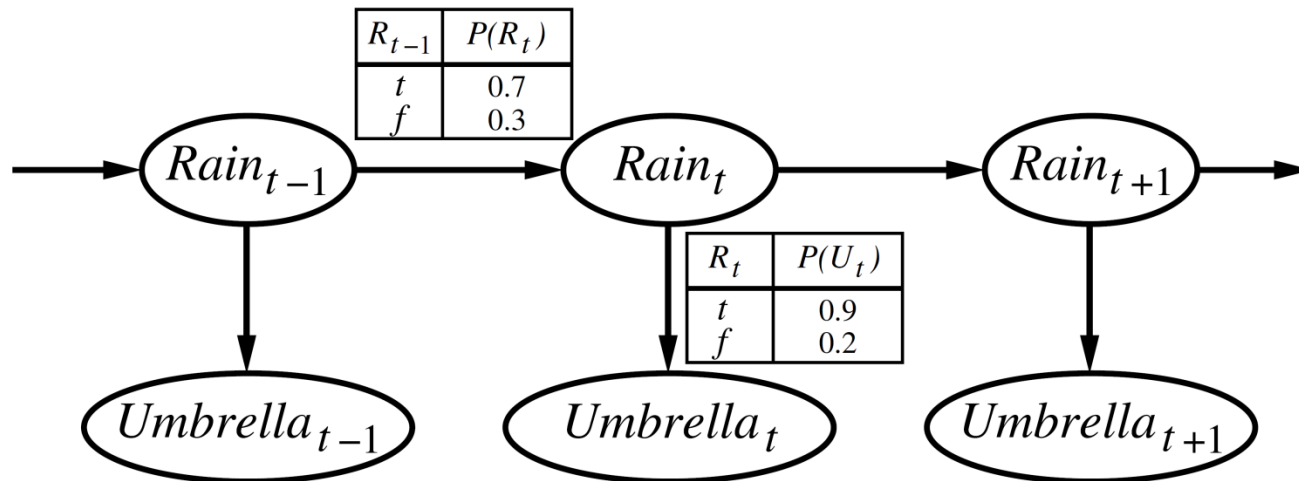 R_{t-1} P(R_t)
t 0.7
f 0.3
Rain_{t-1} Rain_t Rain_{t+1}
R_t P(U_t)
t 0.9
f 0.2
Umbrella_{t-1} Umbrella_t Umbrella_{t+1}